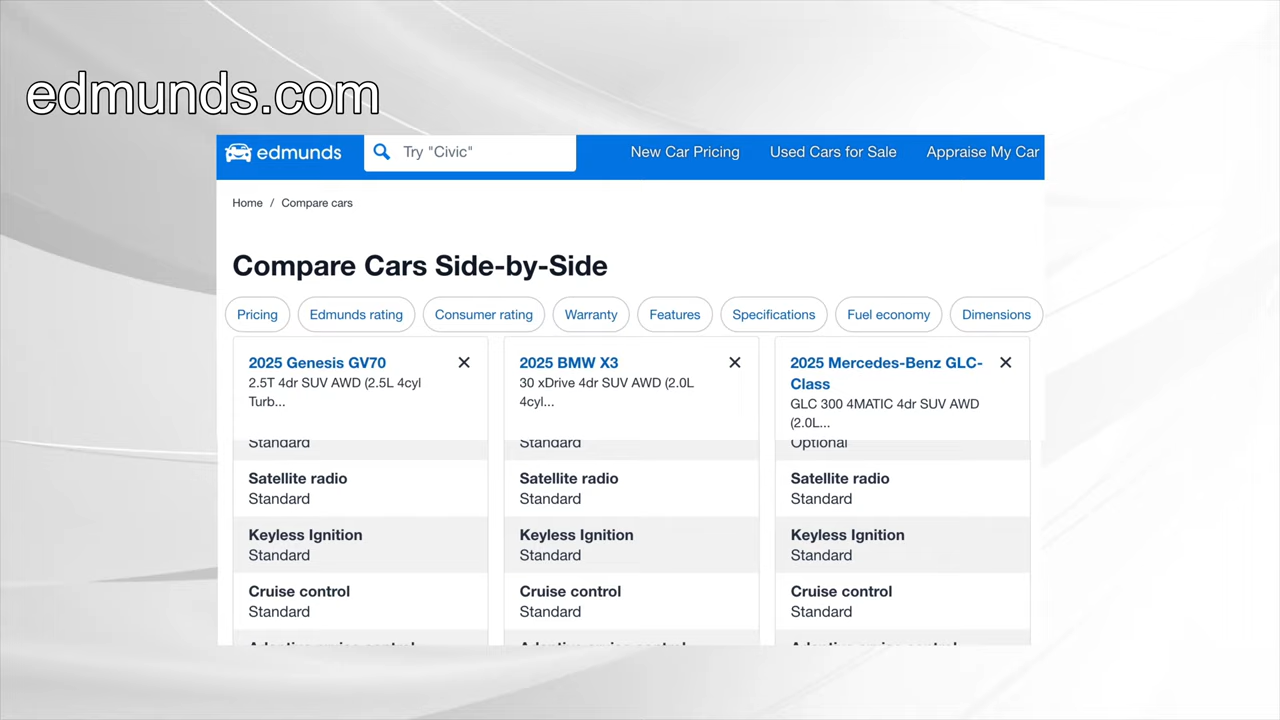 edmunds.com
edmunds Try "Civic" New Car Pricing Used Cars for Sale Appraise My Car
Home / Compare cars
Compare Cars Side-by-Side
Pricing Edmunds rating Consumer rating Warranty Features Specifications Fuel economy Dimensions
2025 Genesis GV70
2.5T 4dr SUV AWD (2.5L 4cyl
Turb...
Standard
Satellite radio
Standard
Keyless Ignition
Standard
Cruise control
Standard
2025 BMW X3
30 xDrive 4dr SUV AWD (2.0L
4cyl...
Standard
Satellite radio
Standard
Keyless Ignition
Standard
Cruise control
Standard
2025 Mercedes-Benz GLC-
Class
GLC 300 4MATIC 4dr SUV AWD
(2.0L...
Optional
Satellite radio
Standard
Keyless Ignition
Standard
Cruise control
Standard